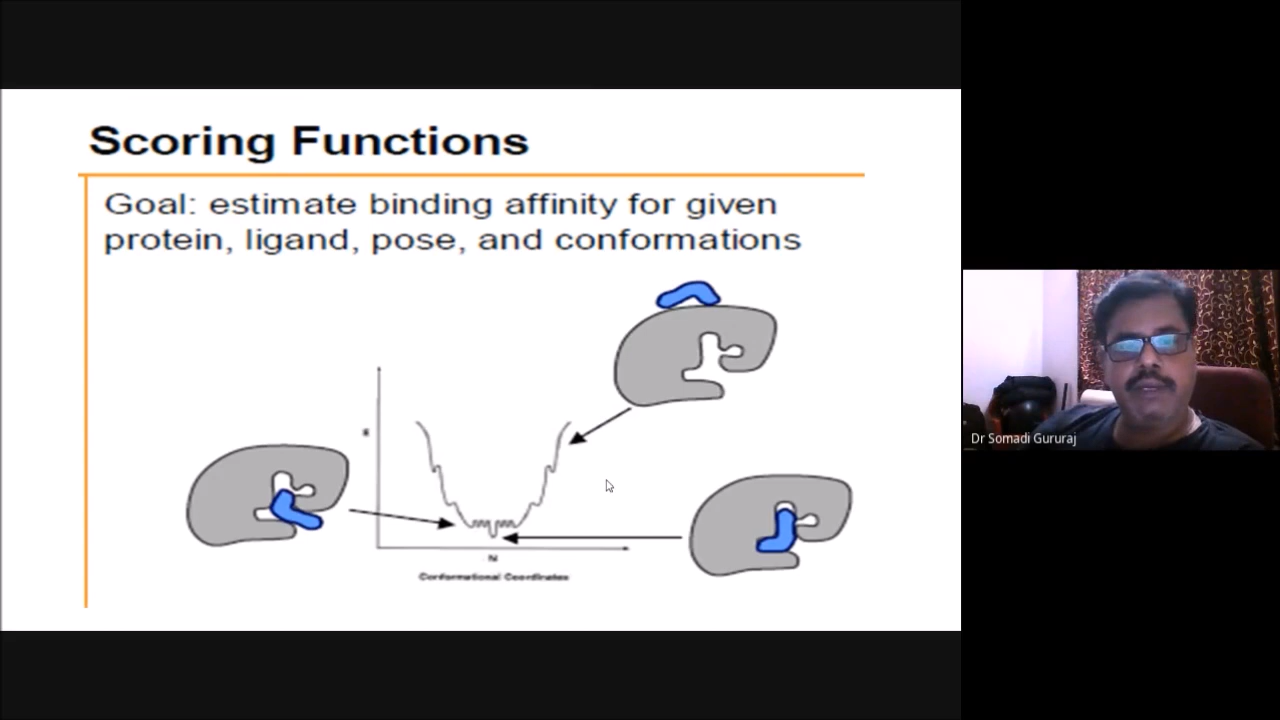 Scoring Functions
Goal: estimate binding affinity for given
protein, ligand, pose, and conformations
N
Conformational Coordinates
Dr Somadi Gururaj